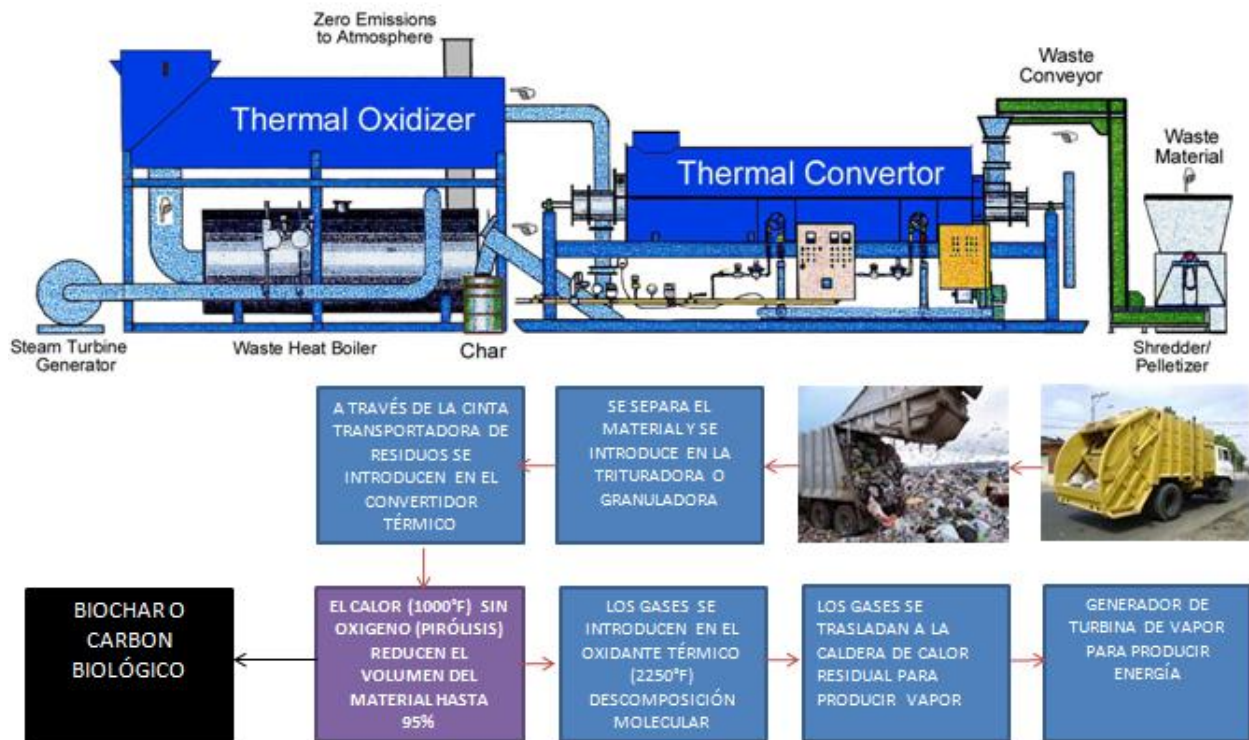 Zero Emissions
to Atmosphere
Waste
Conveyor
Thermal Oxidizer
Thermal Convertor
Waste
Material
Steam Turbine
Generator
Waste Heat Boiler
Char
Shredder/
Pelletizer
A TRAVÉS DE LA CINTA
TRANSPORTADORA DE
RESIDUOS SE
INTRODUCEN EN EL
CONVERTIDOR
TÉRMICO
SE SEPARA EL
MATERIAL Y SE
INTRODUCE EN LA
TRITURADORA O
GRANULADORA
BIOCHAR O
CARBON
BIOLÓGICO
EL CALOR (1000°F) SIN
OXIGENO (PIRÓLISIS)
REDUCEN EL
VOLUMEN DEL
MATERIAL HASTA
95%
LOS GASES SE
INTRODUCEN EN EL
OXIDANTE TÉRMICO
(2250°F)
DESCOMPOSICIÓN
MOLECULAR
LOS GASES SE
TRASLADAN A LA
CALDERA DE CALOR
RESIDUAL PARA
PRODUCIR VAPOR
GENERADOR DE
TURBINA DE VAPOR
PARA PRODUCIR
ENERGÍA